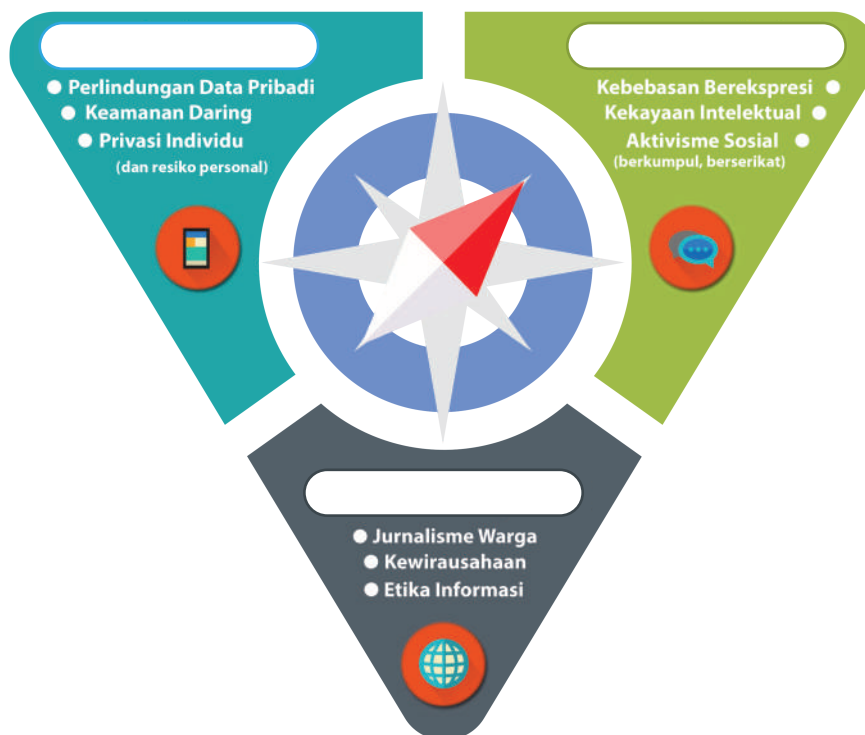 Perlindungan Data Pribadi
Keamanan Daring
Privasi Individu
(dan resiko personal)
Kebebasan Berekspresi
Kekayaan Intelektual
Aktivisme Sosial
(berkumpul, berserikat)
Jurnalisme Warga
Kewirausahaan
Etika Informasi